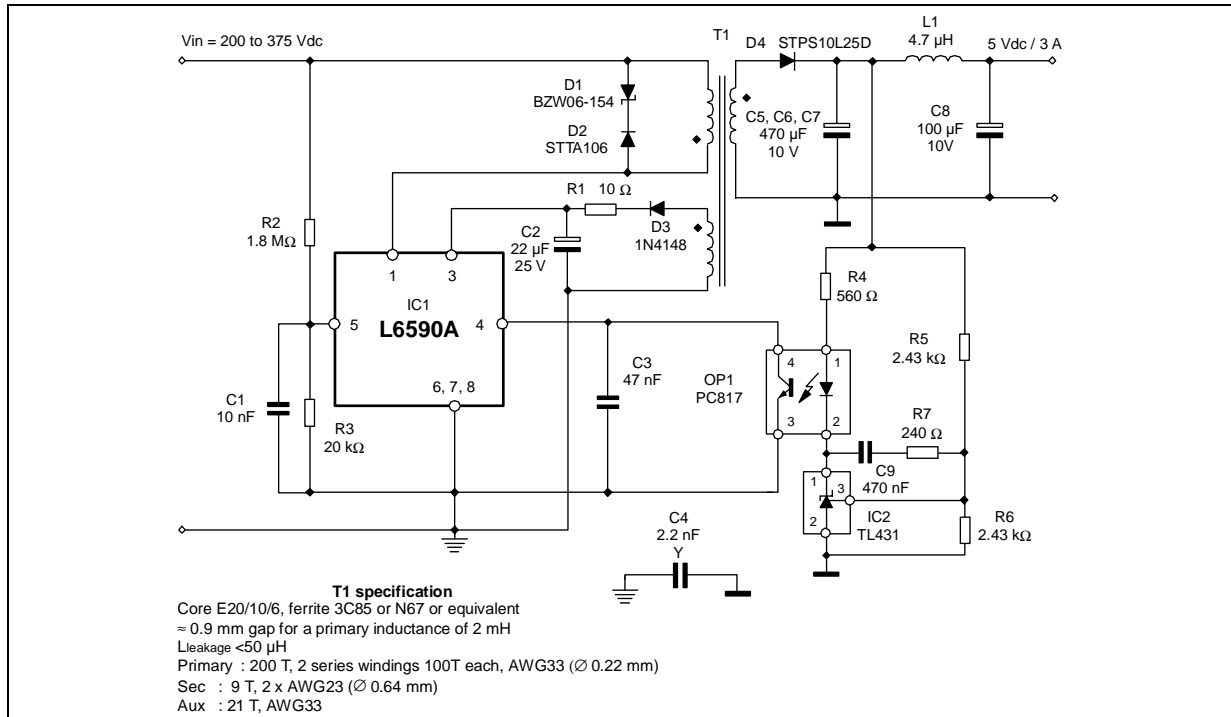 Vin = 200 to 375 Vdc
T1
D4
STPS10L25D
L1
4.7 µH
5 Vdc / 3 A
D1
BZW06-154
D2
STTA106
C5, C6, C7
470 µF
10 V
C8
100 µF
10V
R1
10 Ω
R2
1.8 MΩ
C2
22 µF
25 V
D3
1N4148
1
3
IC1
L6590A
5
4
6, 7, 8
R4
560 Ω
R5
2.43 kΩ
C1
10 nF
R3
20 kΩ
C3
47 nF
OP1
PC817
4
1
3
2
R7
240 Ω
C9
470 nF
1
3
2
IC2
TL431
R6
2.43 kΩ
C4
2.2 nF
Y
T1 specification
Core E20/10/6, ferrite 3C85 or N67 or equivalent
≈ 0.9 mm gap for a primary inductance of 2 mH
Lleakage <50 µH
Primary : 200 T, 2 series windings 100T each, AWG33 (∅ 0.22 mm)
Sec : 9 T, 2 x AWG23 (∅ 0.64 mm)
Aux : 21 T, AWG33